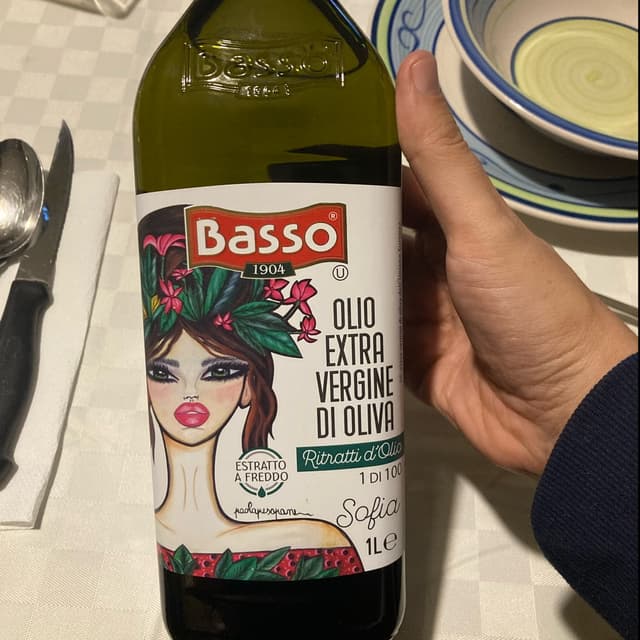 Basso
Basso®
1904
U
OLIO
EXTRA
VERGINE
DI OLIVA
Ritratti d'Olio
1 DI 100
ESTRATTO
A FREDDO
Sofia
1L℮